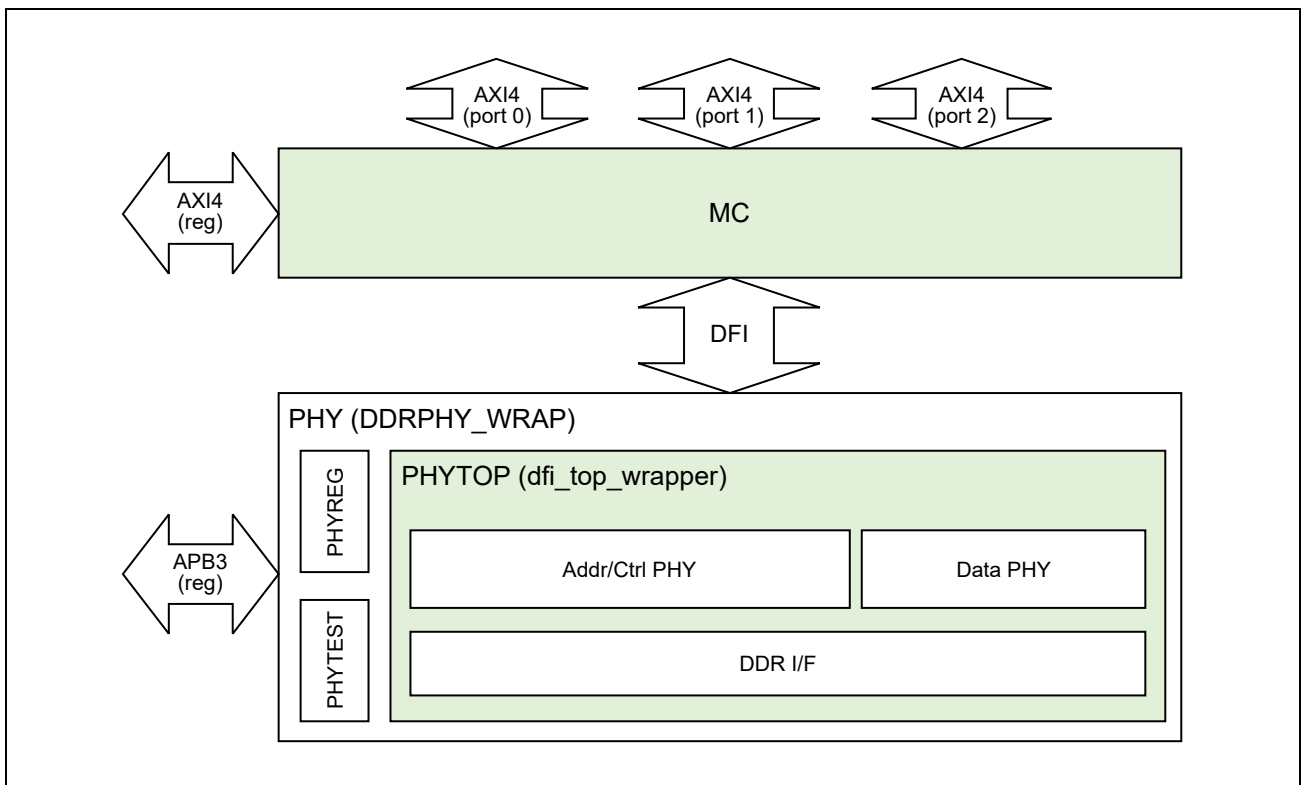 AXI4
(port 0)
AXI4
(port 1)
AXI4
(port 2)
AXI4
(reg)
MC
DFI
PHY (DDRPHY_WRAP)
PHYREG
PHYTOP (dfi_top_wrapper)
Addr/Ctrl PHY
Data PHY
APB3
(reg)
PHYTEST
DDR I/F